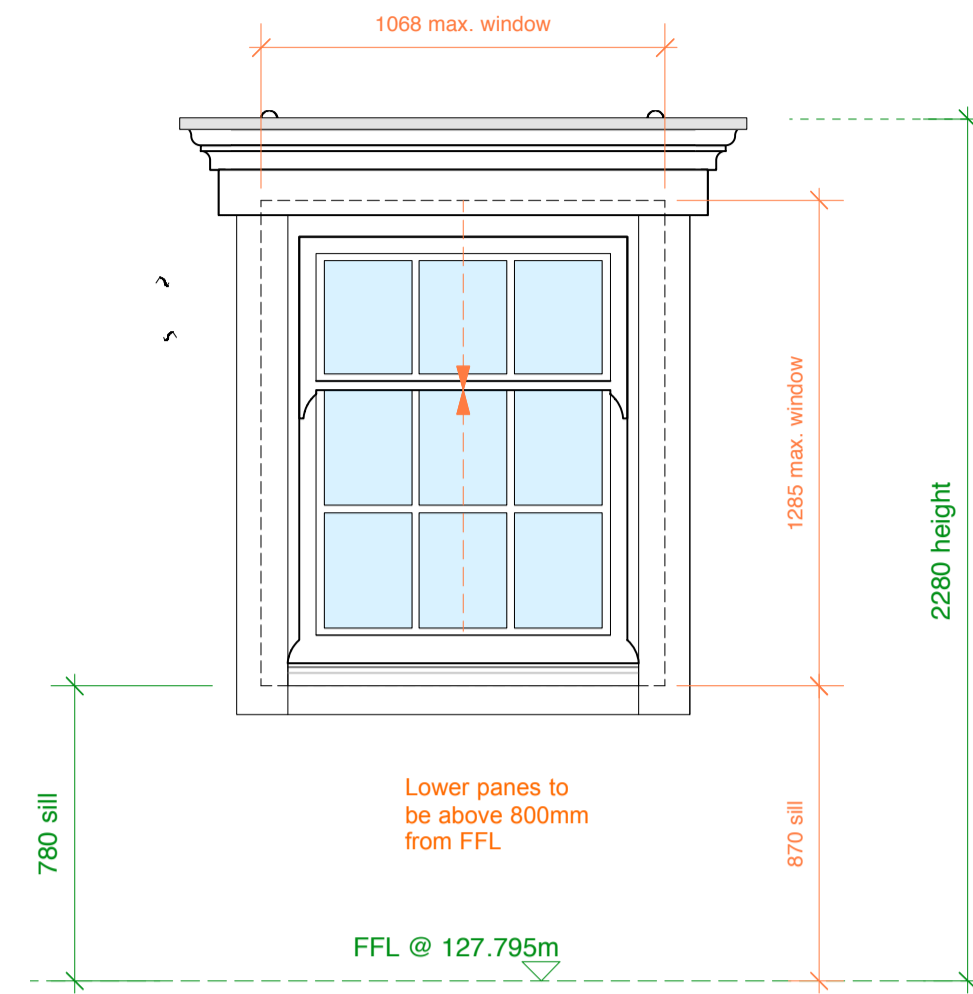 1068 max. window
1285 max. window
2280 height
780 sill
Lower panes to
be above 800mm
from FFL
870 sill
FFL @ 127.795m